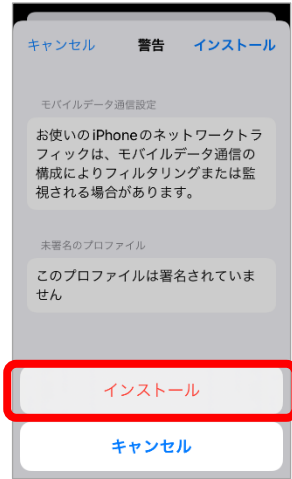 キャンセル 警告 インストール
モバイルデータ通信設定
お使いのiPhoneのネットワークトラ
フィックは、モバイルデータ通信の
構成によりフィルタリングまたは監
視される場合があります。
未署名のプロファイル
このプロファイルは署名されていま
せん
インストール
キャンセル